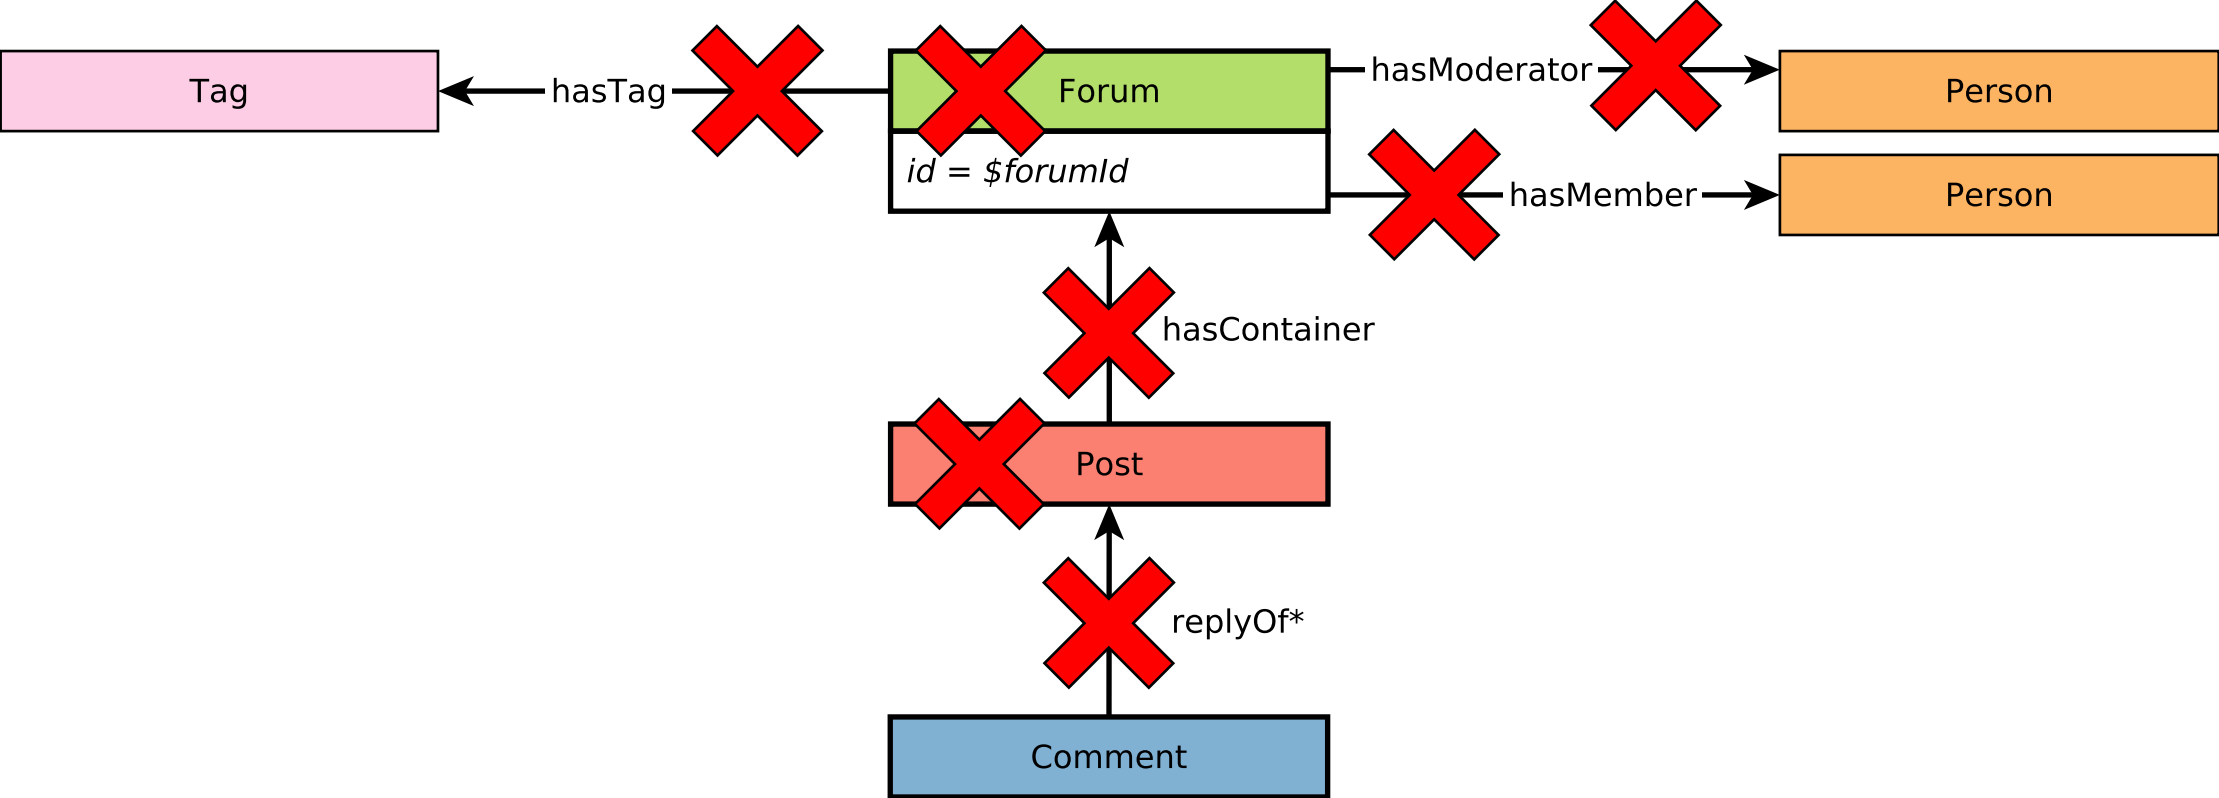 Tag
hasTag
Forum
hasModerator
Person
id = $forumId
hasMember
Person
hasContainer
Post
replyOf*
Comment